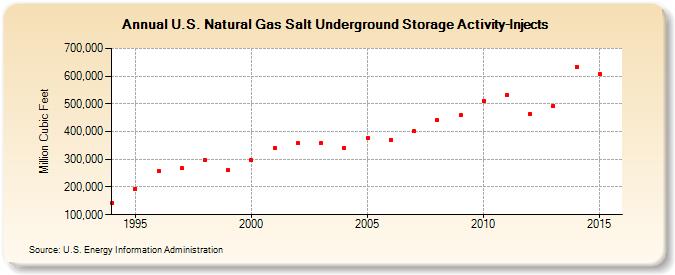 Annual U.S. Natural Gas Salt Underground Storage Activity-Injects
Million Cubic Feet
700,000
600,000
500,000
400,000
300,000
200,000
100,000
1995 2000 2005 2010 2015
Source: U.S. Energy Information Administration